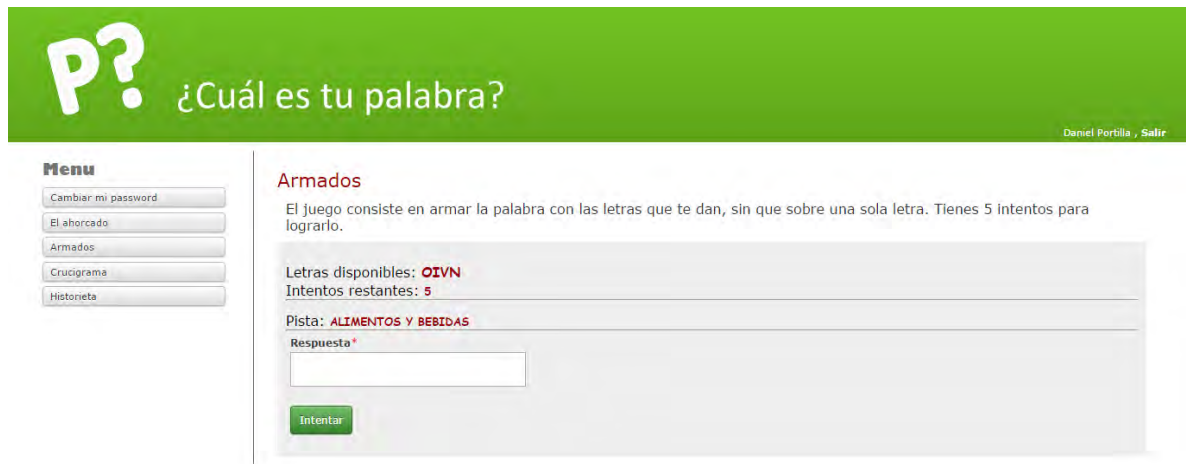 P?
¿Cuál es tu palabra?
Daniel Portilla , Salir
Menu
Cambiar mi password
El ahorcado
Armados
Crucigrama
Historieta
Armados
El juego consiste en armar la palabra con las letras que te dan, sin que sobre una sola letra. Tienes 5 intentos para
lograrlo.
Letras disponibles: OIVN
Intentos restantes: 5
Pista: ALIMENTOS Y BEBIDAS
Respuesta*
Intentar